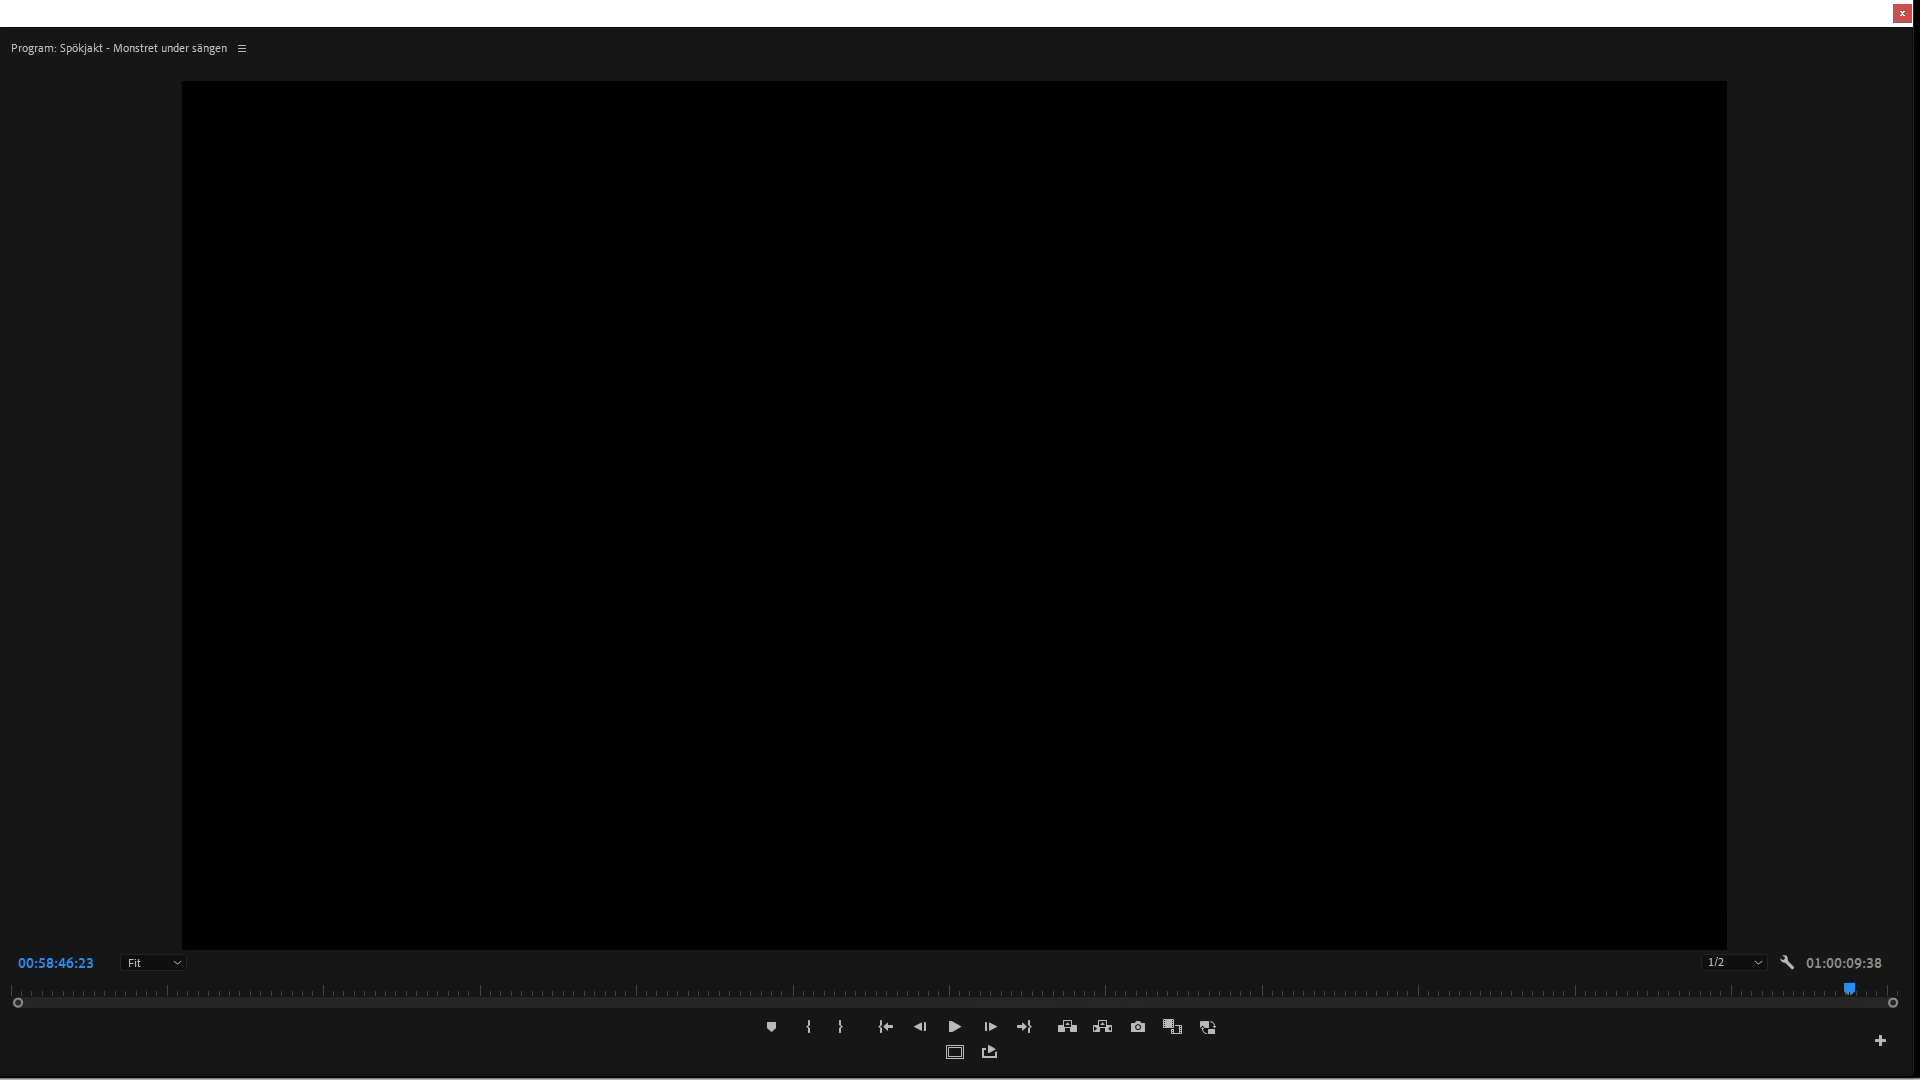 Program: Spökjakt - Monstret under sängen
00:58:46:23
Fit
1/2
01:00:09:38